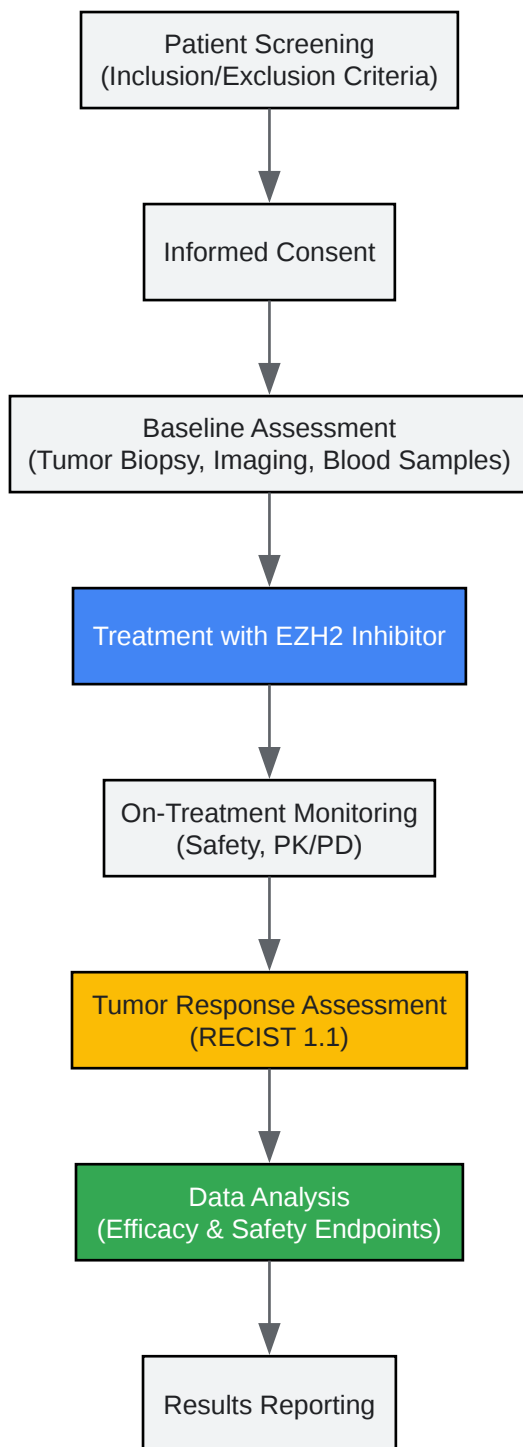 Patient Screening
(Inclusion/Exclusion Criteria)
Informed Consent
Baseline Assessment
(Tumor Biopsy, Imaging, Blood Samples)
Treatment with EZH2 Inhibitor
On-Treatment Monitoring
(Safety, PK/PD)
Tumor Response Assessment
(RECIST 1.1)
Data Analysis
(Efficacy & Safety Endpoints)
Results Reporting